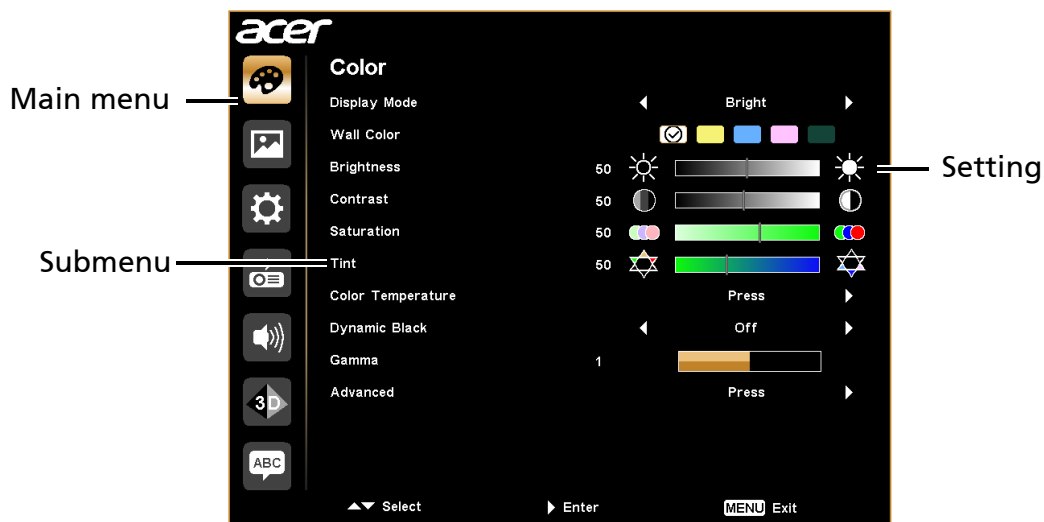 acer
Color
Main menu
Display Mode Bright
Wall Color
Brightness 50
Setting
Contrast 50
Saturation 50
Submenu
Tint 50
Color Temperature Press
Dynamic Black Off
Gamma 1
3D
Advanced Press
ABC
Select Enter MENU Exit